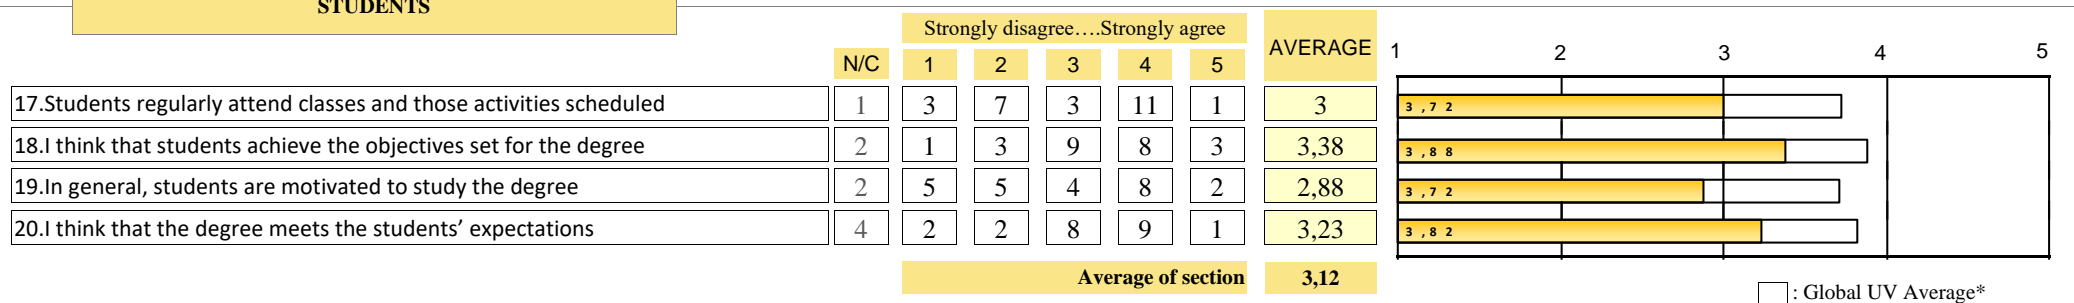 STUDENTS
Strongly disagree….Strongly agree
AVERAGE
1 2 3 4 5
N/C 1 2 3 4 5
17.Students regularly attend classes and those activities scheduled 1 3 7 3 11 1 3 3,72
18.I think that students achieve the objectives set for the degree 2 1 3 9 8 3 3,38 3,88
19.In general, students are motivated to study the degree 2 5 5 4 8 2 2,88 3,72
20.I think that the degree meets the students’ expectations 4 2 2 8 9 1 3,23 3,82
Average of section 3,12
: Global UV Average*